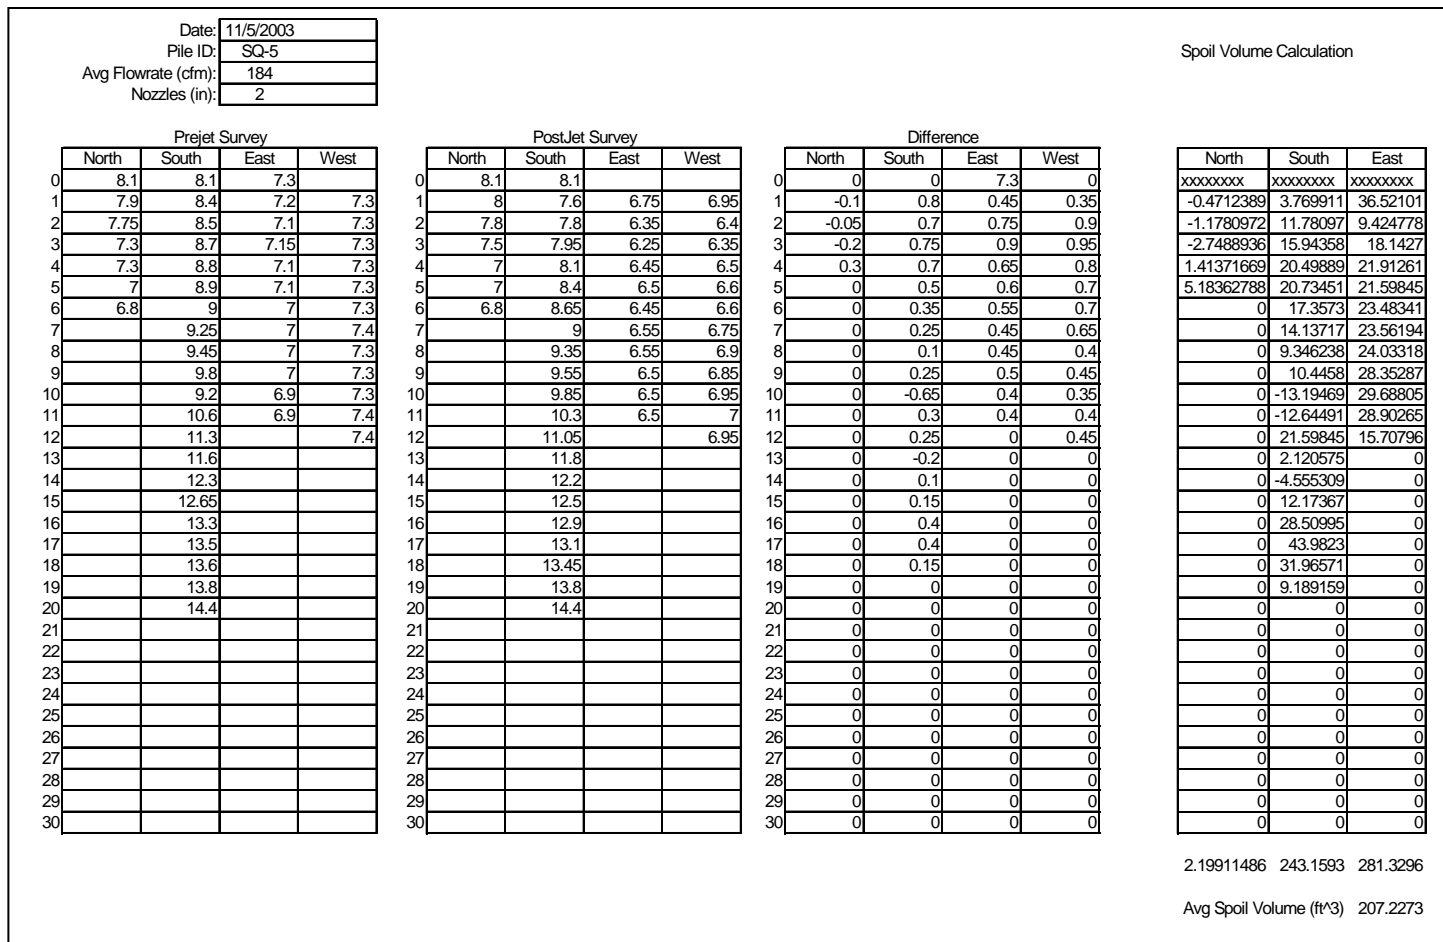 Date: 11/5/2003
Pile ID: SQ-5
Spoil Volume Calculation
Avg Flowrate (cfm): 184
Nozzles (in): 2
Prejet Survey PostJet Survey Difference
North South East West North South East West North South East West North South East
0 8.1 8.1 7.3 0 8.1 8.1 0 0 0 7.3 0 xxxxxxxx xxxxxxxx xxxxxxxx
1 7.9 8.4 7.2 7.3 1 8 7.6 6.75 6.95 1 -0.1 0.8 0.45 0.35 -0.4712389 3.769911 36.52101
2 7.75 8.5 7.1 7.3 2 7.8 7.8 6.35 6.4 2 -0.05 0.7 0.75 0.9 -1.1780972 11.78097 9.424778
3 7.3 8.7 7.15 7.3 3 7.5 7.95 6.25 6.35 3 -0.2 0.75 0.9 0.95 -2.7488936 15.94358 18.1427
4 7.3 8.8 7.1 7.3 4 7 8.1 6.45 6.5 4 0.3 0.7 0.65 0.8 1.41371669 20.49889 21.91261
5 7 8.9 7.1 7.3 5 7 8.4 6.5 6.6 5 0 0.5 0.6 0.7 5.18362788 20.73451 21.59845
6 6.8 9 7 7.3 6 6.8 8.65 6.45 6.6 6 0 0.35 0.55 0.7 0 17.3573 23.48341
7 9.25 7 7.4 7 9 6.55 6.75 7 0 0.25 0.45 0.65 0 14.13717 23.56194
8 9.45 7 7.3 8 9.35 6.55 6.9 8 0 0.1 0.45 0.4 0 9.346238 24.03318
9 9.8 7 7.3 9 9.55 6.5 6.85 9 0 0.25 0.5 0.45 0 10.4458 28.35287
10 9.2 6.9 7.3 10 9.85 6.5 6.95 10 0 -0.65 0.4 0.35 0 -13.19469 29.68805
11 10.6 6.9 7.4 11 10.3 6.5 7 11 0 0.3 0.4 0.4 0 -12.64491 28.90265
12 11.3 7.4 12 11.05 6.95 12 0 0.25 0 0.45 0 21.59845 15.70796
13 11.6 13 11.8 13 0 -0.2 0 0 0 2.120575 0
14 12.3 14 12.2 14 0 0.1 0 0 0 -4.555309 0
15 12.65 15 12.5 15 0 0.15 0 0 0 12.17367 0
16 13.3 16 12.9 16 0 0.4 0 0 0 28.50995 0
17 13.5 17 13.1 17 0 0.4 0 0 0 43.9823 0
18 13.6 18 13.45 18 0 0.15 0 0 0 31.96571 0
19 13.8 19 13.8 19 0 0 0 0 0 9.189159 0
20 14.4 20 14.4 20 0 0 0 0 0 0 0
21 21 21 0 0 0 0 0 0 0
22 22 22 0 0 0 0 0 0 0
23 23 23 0 0 0 0 0 0 0
24 24 24 0 0 0 0 0 0 0
25 25 25 0 0 0 0 0 0 0
26 26 26 0 0 0 0 0 0 0
27 27 27 0 0 0 0 0 0 0
28 28 28 0 0 0 0 0 0 0
29 29 29 0 0 0 0 0 0 0
30 30 30 0 0 0 0 0 0 0
2.19911486 243.1593 281.3296
Avg Spoil Volume (ft^3) 207.2273